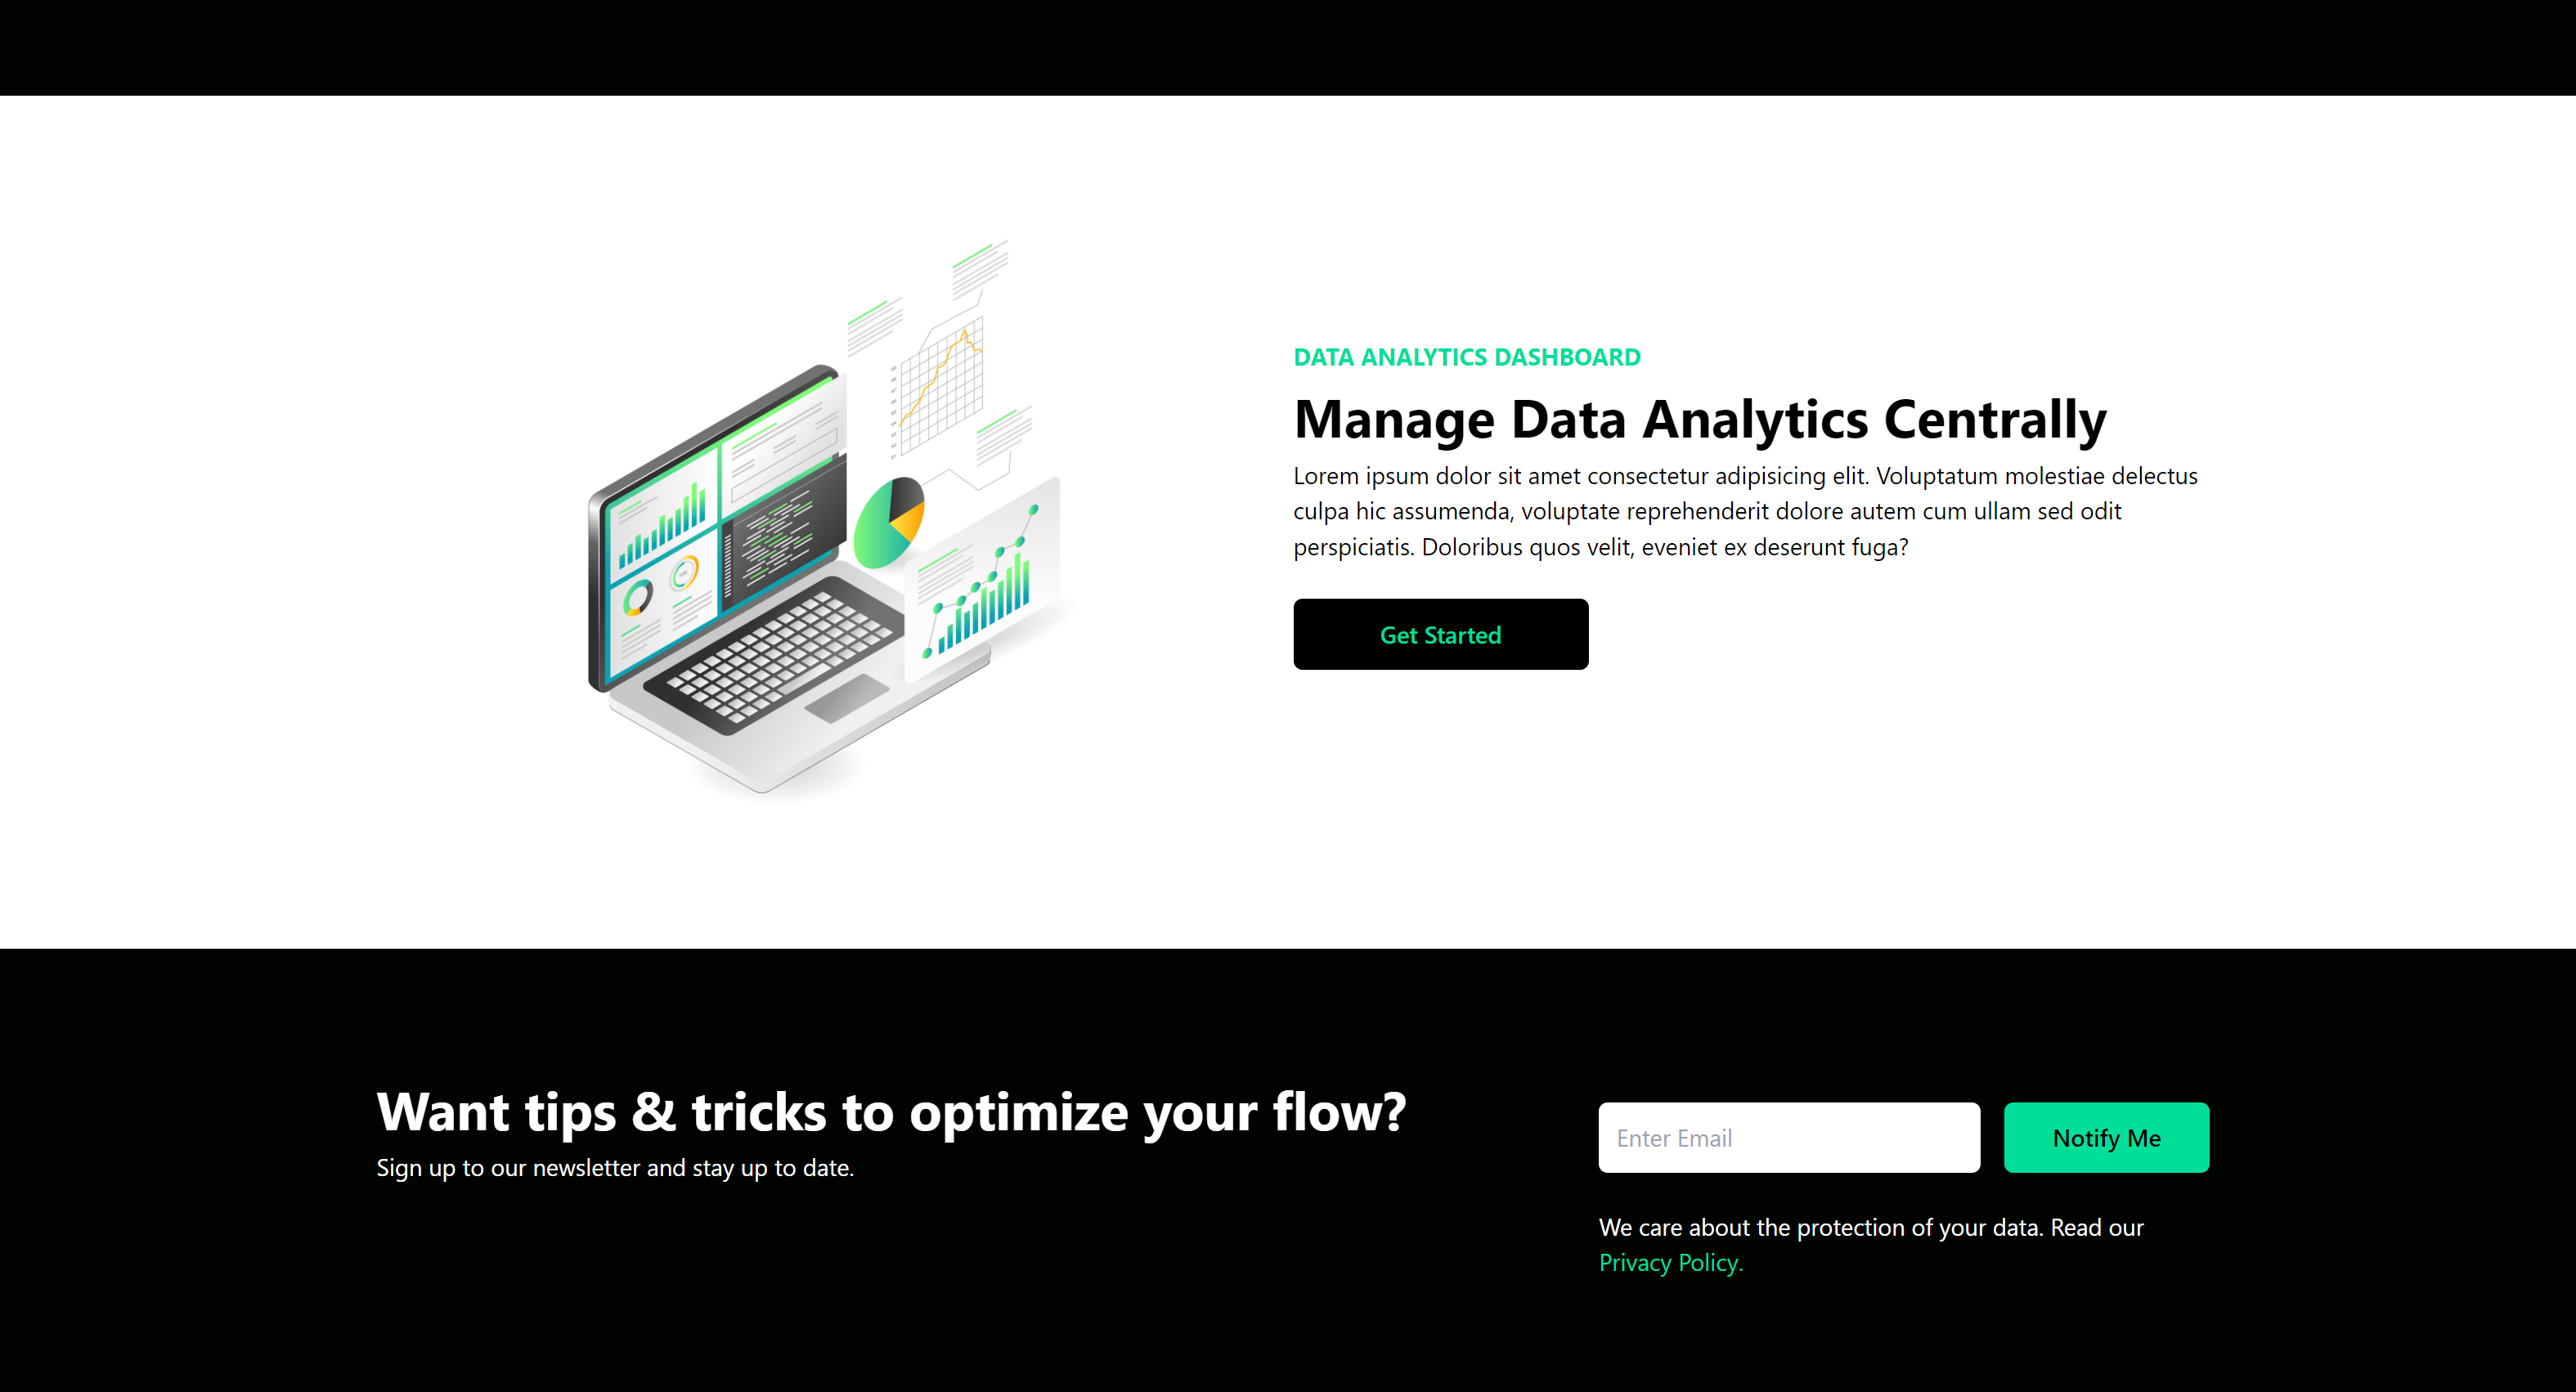 DATA ANALYTICS DASHBOARD
Manage Data Analytics Centrally
Lorem ipsum dolor sit amet consectetur adipisicing elit. Voluptatum molestiae delectus
culpa hic assumenda, voluptate reprehenderit dolore autem cum ullam sed odit
perspiciatis. Doloribus quos velit, eveniet ex deserunt fuga?
Get Started
Want tips & tricks to optimize your flow?
Sign up to our newsletter and stay up to date.
Enter Email
Notify Me
We care about the protection of your data. Read our
Privacy Policy.